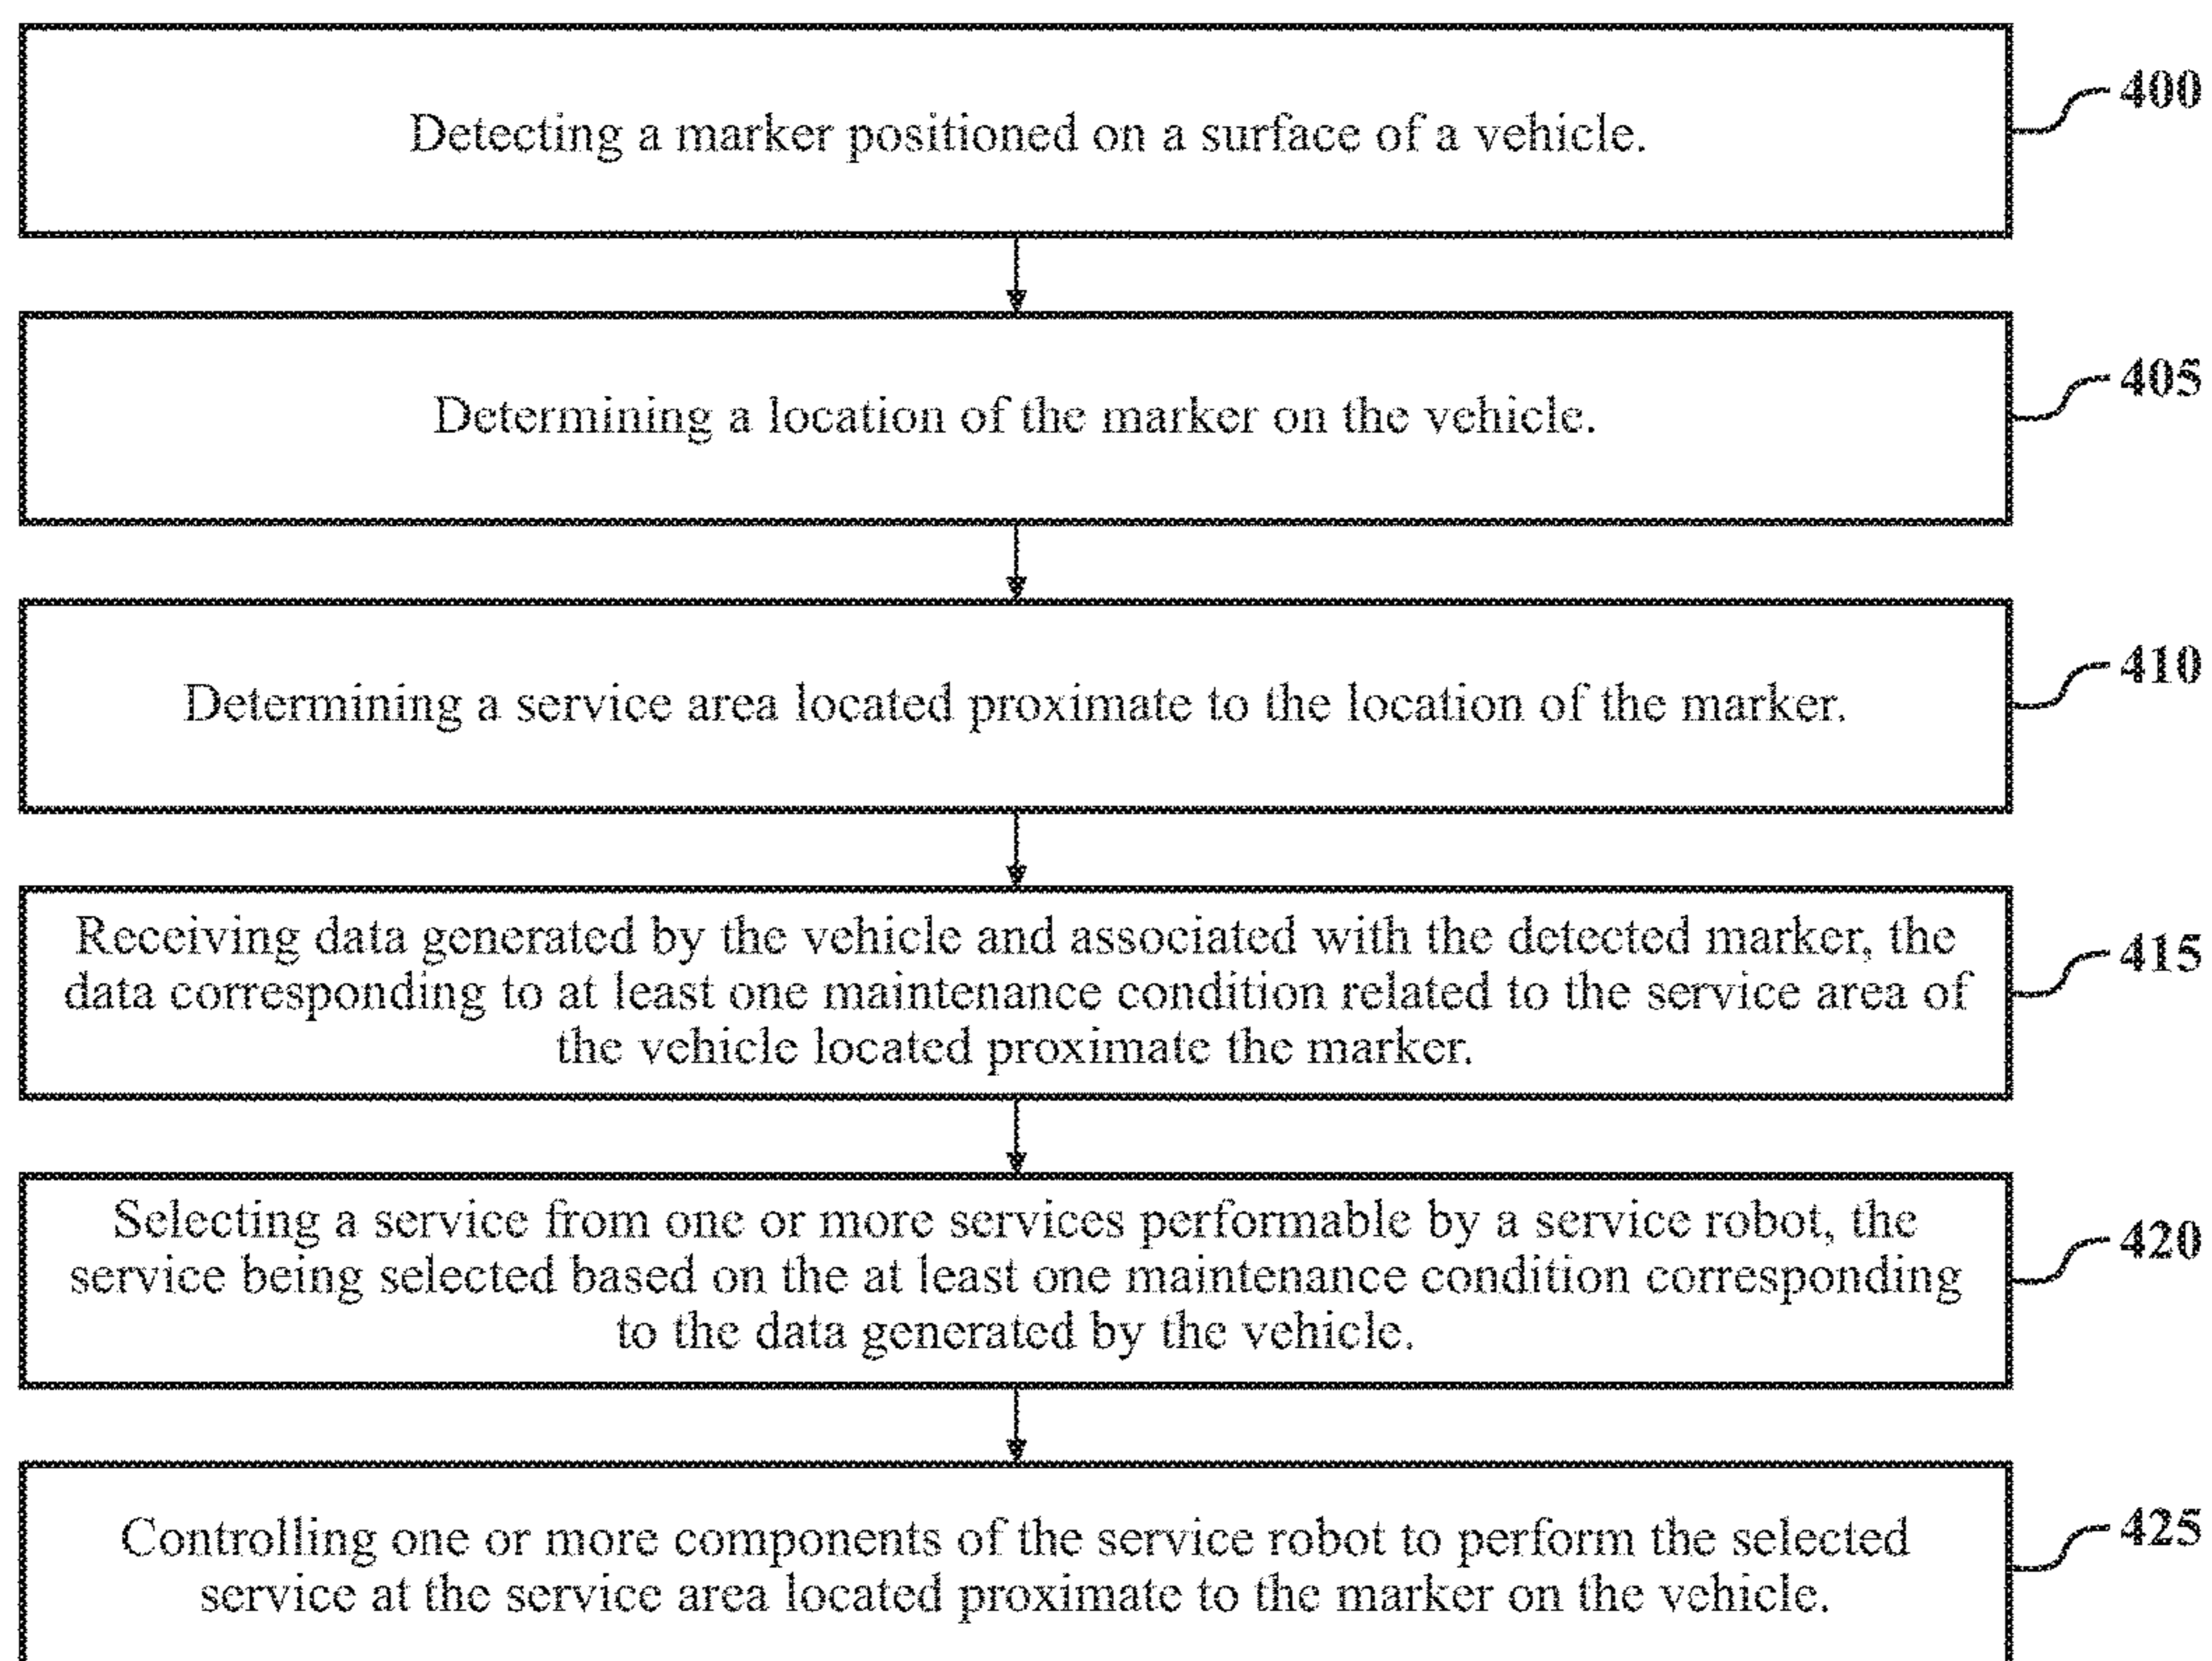 Detecting a marker positioned on a surface of a vehicle.
400
Determining a location of the marker on the vehicle.
405
Determining a service area located proximate to the location of the marker.
410
Receiving data generated by the vehicle and associated with the detected marker, the
data corresponding to at least one maintenance condition related to the service area of
the vehicle located proximate the marker.
415
Selecting a service from one or more services performable by a service robot, the
service being selected based on the at least one maintenance condition corresponding
to the data generated by the vehicle.
420
Controlling one or more components of the service robot to perform the selected
service at the service area located proximate to the marker on the vehicle.
425